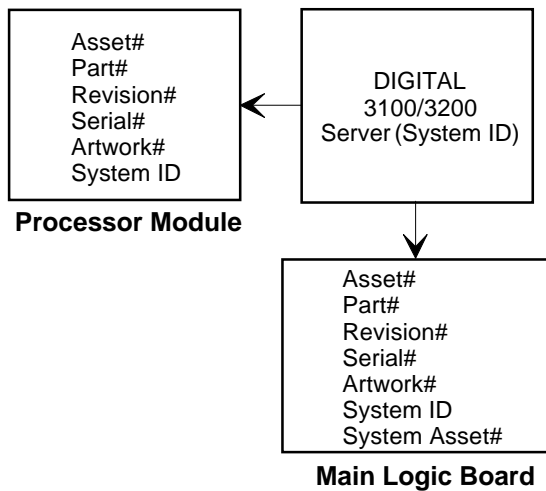 Asset#
Part#
Revision#
Serial#
Artwork#
System ID
Processor Module
DIGITAL
3100/3200
Server (System ID)
Asset#
Part#
Revision#
Serial#
Artwork#
System ID
System Asset#
Main Logic Board